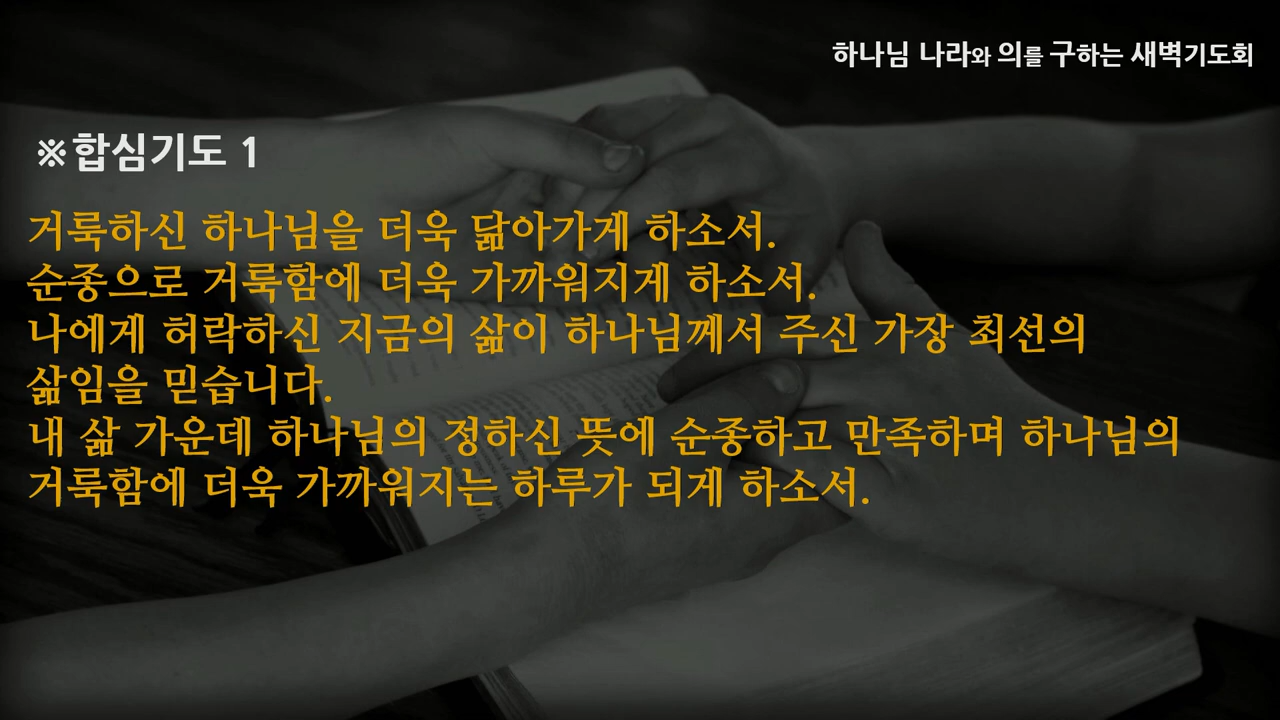 하나님 나라와 의를 구하는 새벽기도회
※합심기도 1
거룩하신 하나님을 더욱 닮아가게 하소서.
순종으로 거룩함에 더욱 가까워지게 하소서.
나에게 허락하신 지금의 삶이 하나님께서 주신 가장 최선의
삶임을 믿습니다.
내 삶 가운데 하나님의 정하신 뜻에 순종하고 만족하며 하나님의
거룩함에 더욱 가까워지는 하루가 되게 하소서.